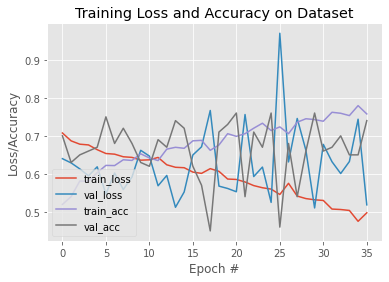 Training Loss and Accuracy on Dataset
Loss/Accuracy
0.9
0.8
0.7
0.6
0.5
train_loss
val_loss
train_acc
val_acc
0 5 10 15 20 25 30 35
Epoch #